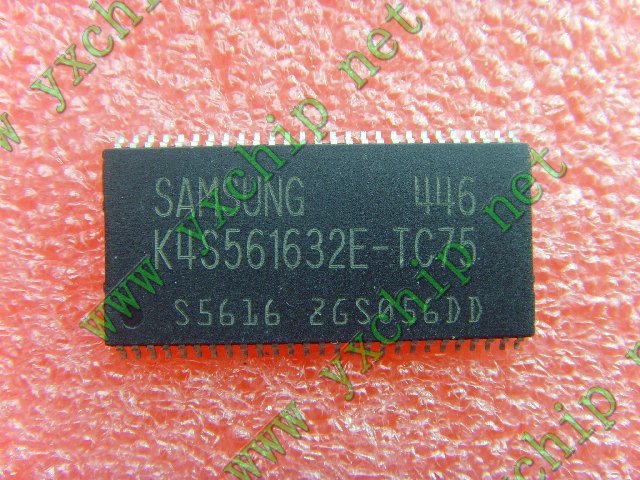 www yxchip net
SAMSUNG 446
K4S561632E-TC75
S5616 ZGS056DD
www yxchip net
www yxchip net